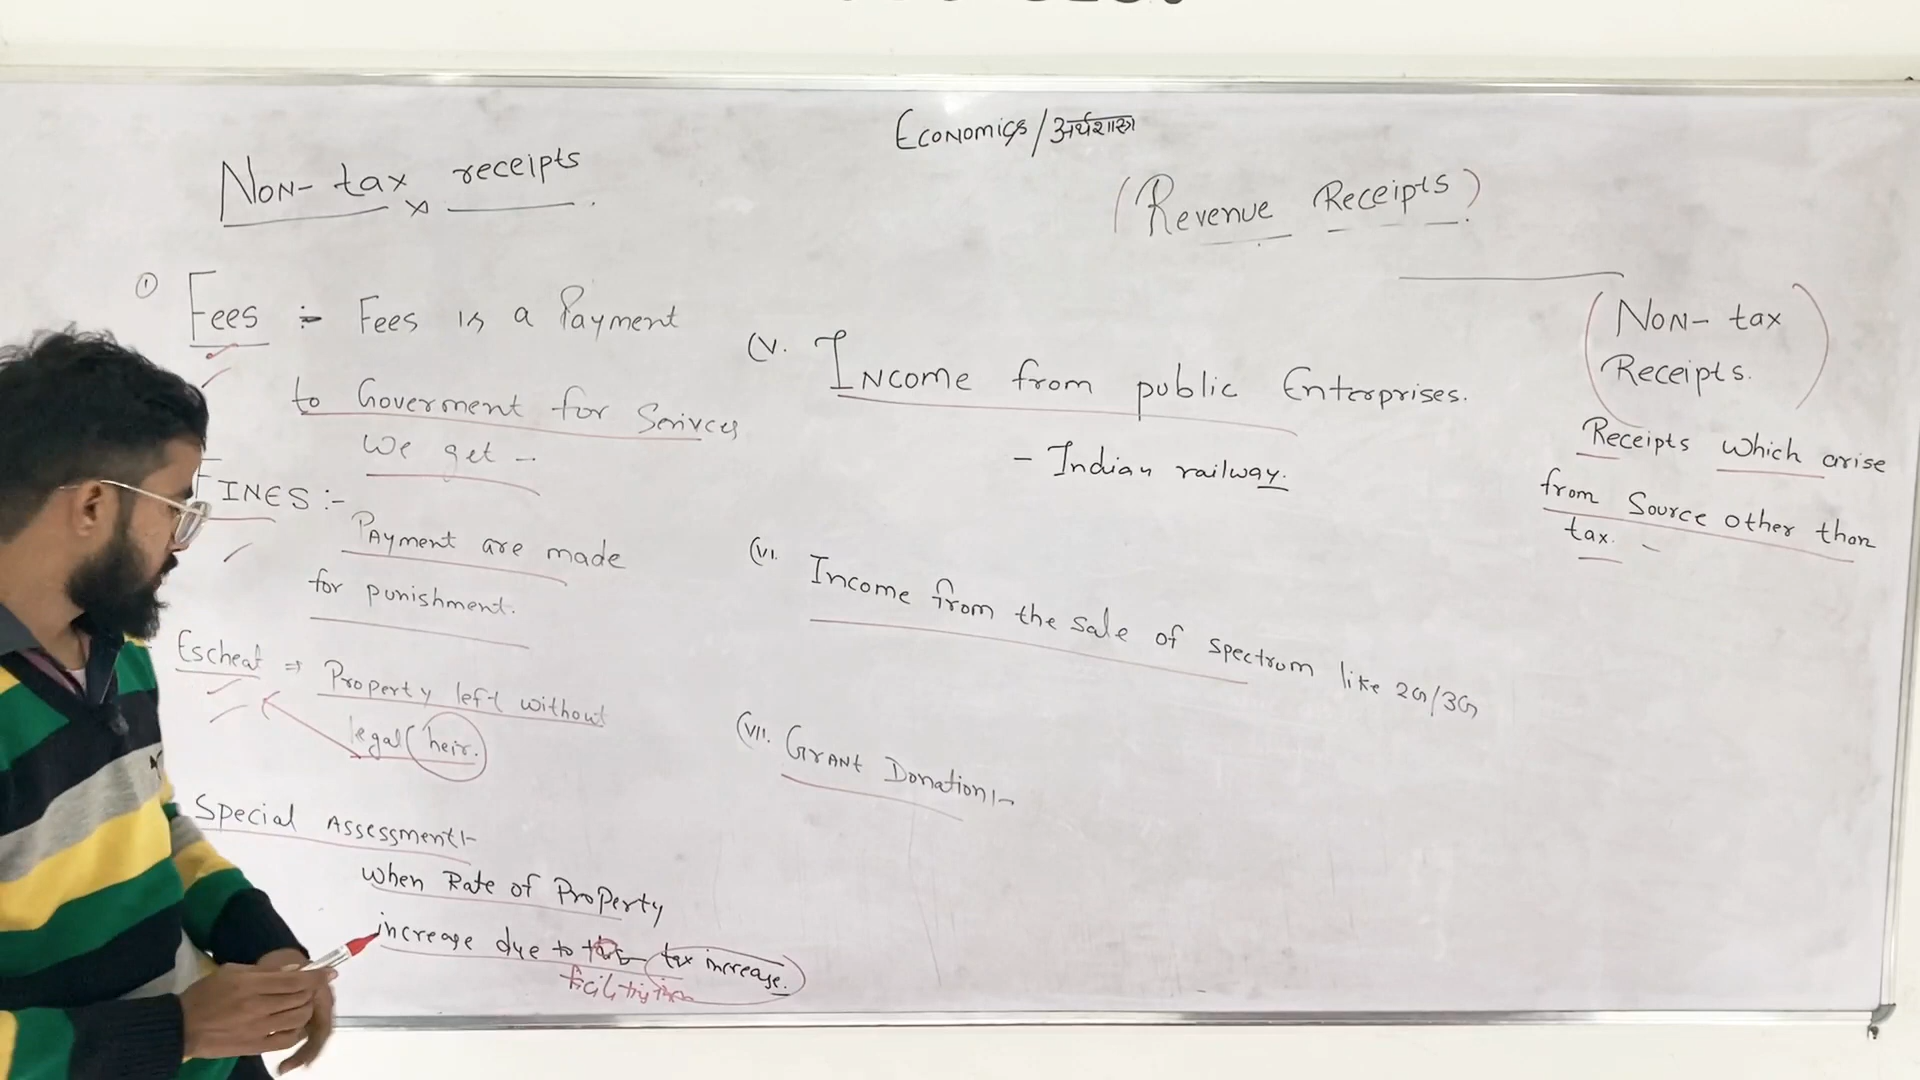 Economics/अर्थशास्त्र
Non-tax receipts
(Revenue Receipts)
① Fees :- Fees is a Payment
to Goverment for Serivces
We get -
FINES :-
Payment are made
for punishment.
Escheat ⇒ Property left without
legal (heir.)
Special Assessment:-
when Rate of Property
increase due to tax increase.
(V. Income from public Enterprises.
- Indian railway.
(VI. Income from the sale of spectrum like 2G/3G
(VII. Grant Donation:-
(Non-tax
Receipts.)
Receipts which arise
from Source other than
tax. -